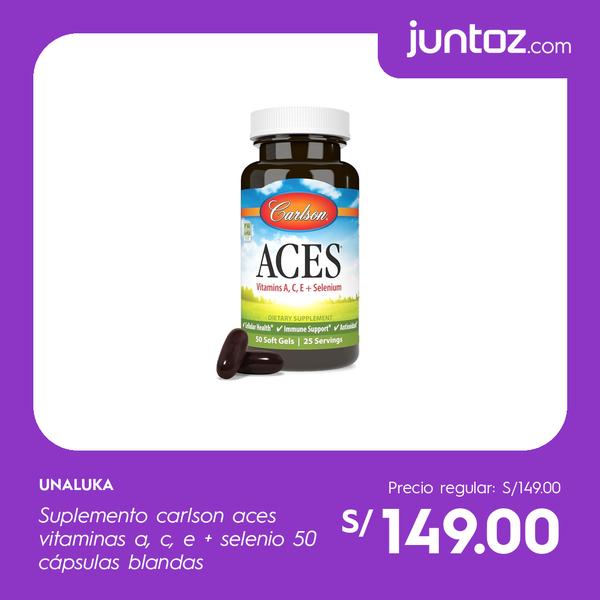 juntoz.com
Carlson.
ACES
Vitamins A, C, E + Selenium
DIETARY SUPPLEMENT
Cellular Health* ✓ Immune Support* ✓ Antioxidant*
50 Soft Gels | 25 Servings
UNALUKA
Suplemento carlson aces
vitaminas a, c, e + selenio 50
cápsulas blandas
Precio regular: S/149.00
S/149.00